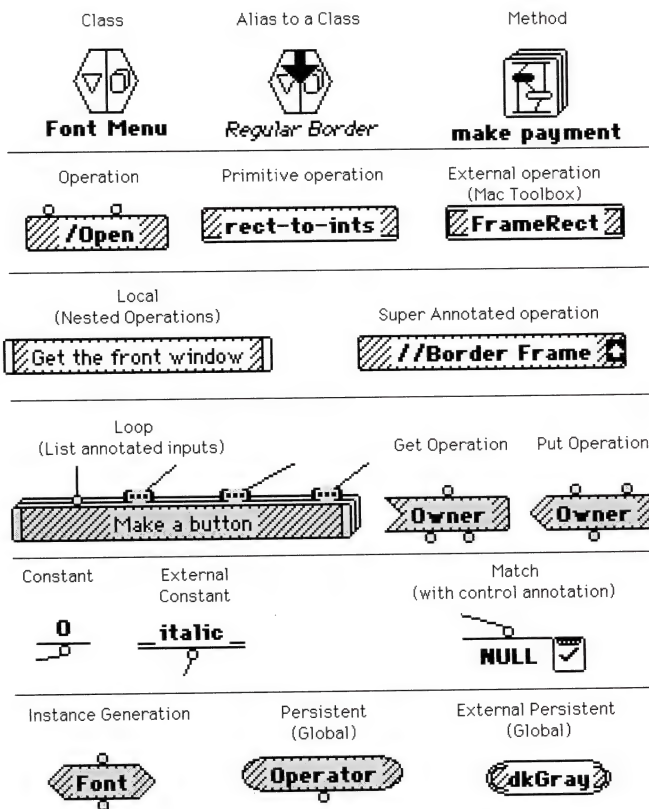 Class
Alias to a Class
Method
Font Menu
Regular Border
make payment
Operation
Primitive operation
External operation
(Mac Toolbox)
/Open
rect-to-ints
FrameRect
Local
(Nested Operations)
Super Annotated operation
Get the front window
//Border Frame
Loop
(List annotated inputs)
Get Operation
Put Operation
Make a button
Owner
Owner
Constant
External
Constant
Match
(with control annotation)
0
italic
NULL
Instance Generation
Persistent
(Global)
External Persistent
(Global)
Font
Operator
dkGray